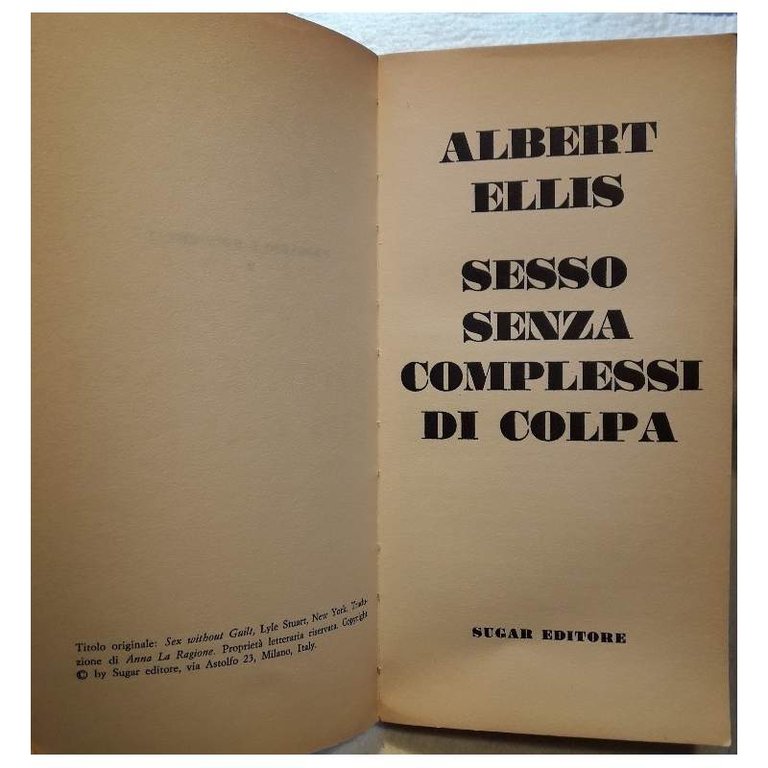 Titolo originale: Sex without Guilt, Lyle Stuart, New York. Tradu-
zione di Anna La Ragione. Proprietà letteraria riservata. Copyright
© by Sugar editore, via Astolfo 23, Milano, Italy.
ALBERT
ELLIS
SESSO
SENZA
COMPLESSI
DI COLPA
SUGAR EDITORE